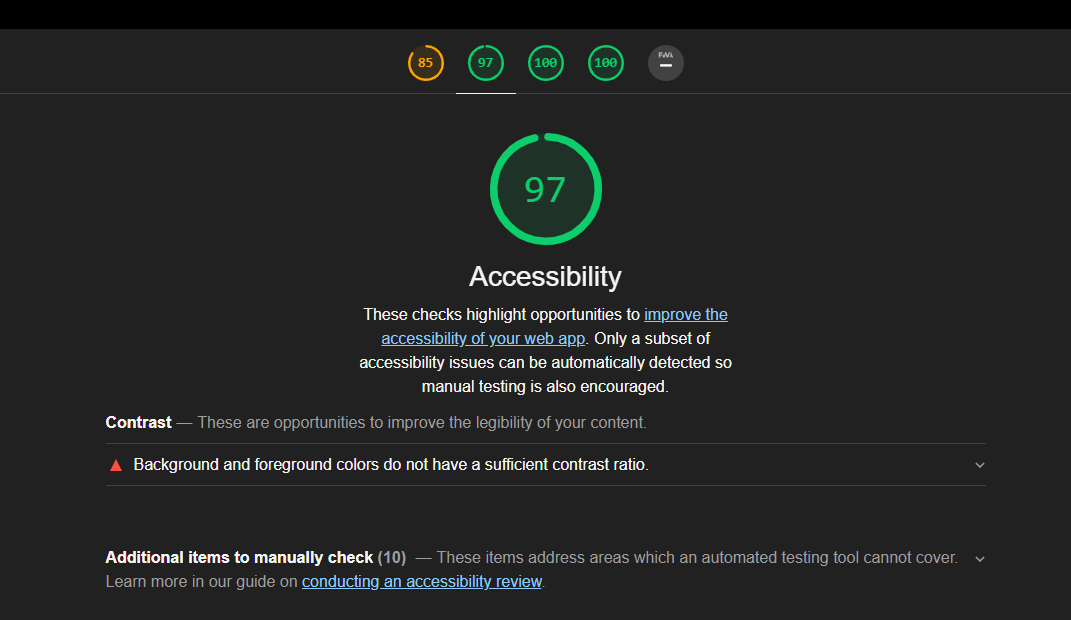 85 97 100 100 PWA
97
Accessibility
These checks highlight opportunities to improve the
accessibility of your web app. Only a subset of
accessibility issues can be automatically detected so
manual testing is also encouraged.
Contrast — These are opportunities to improve the legibility of your content.
Background and foreground colors do not have a sufficient contrast ratio.
Additional items to manually check (10) — These items address areas which an automated testing tool cannot cover.
Learn more in our guide on conducting an accessibility review.